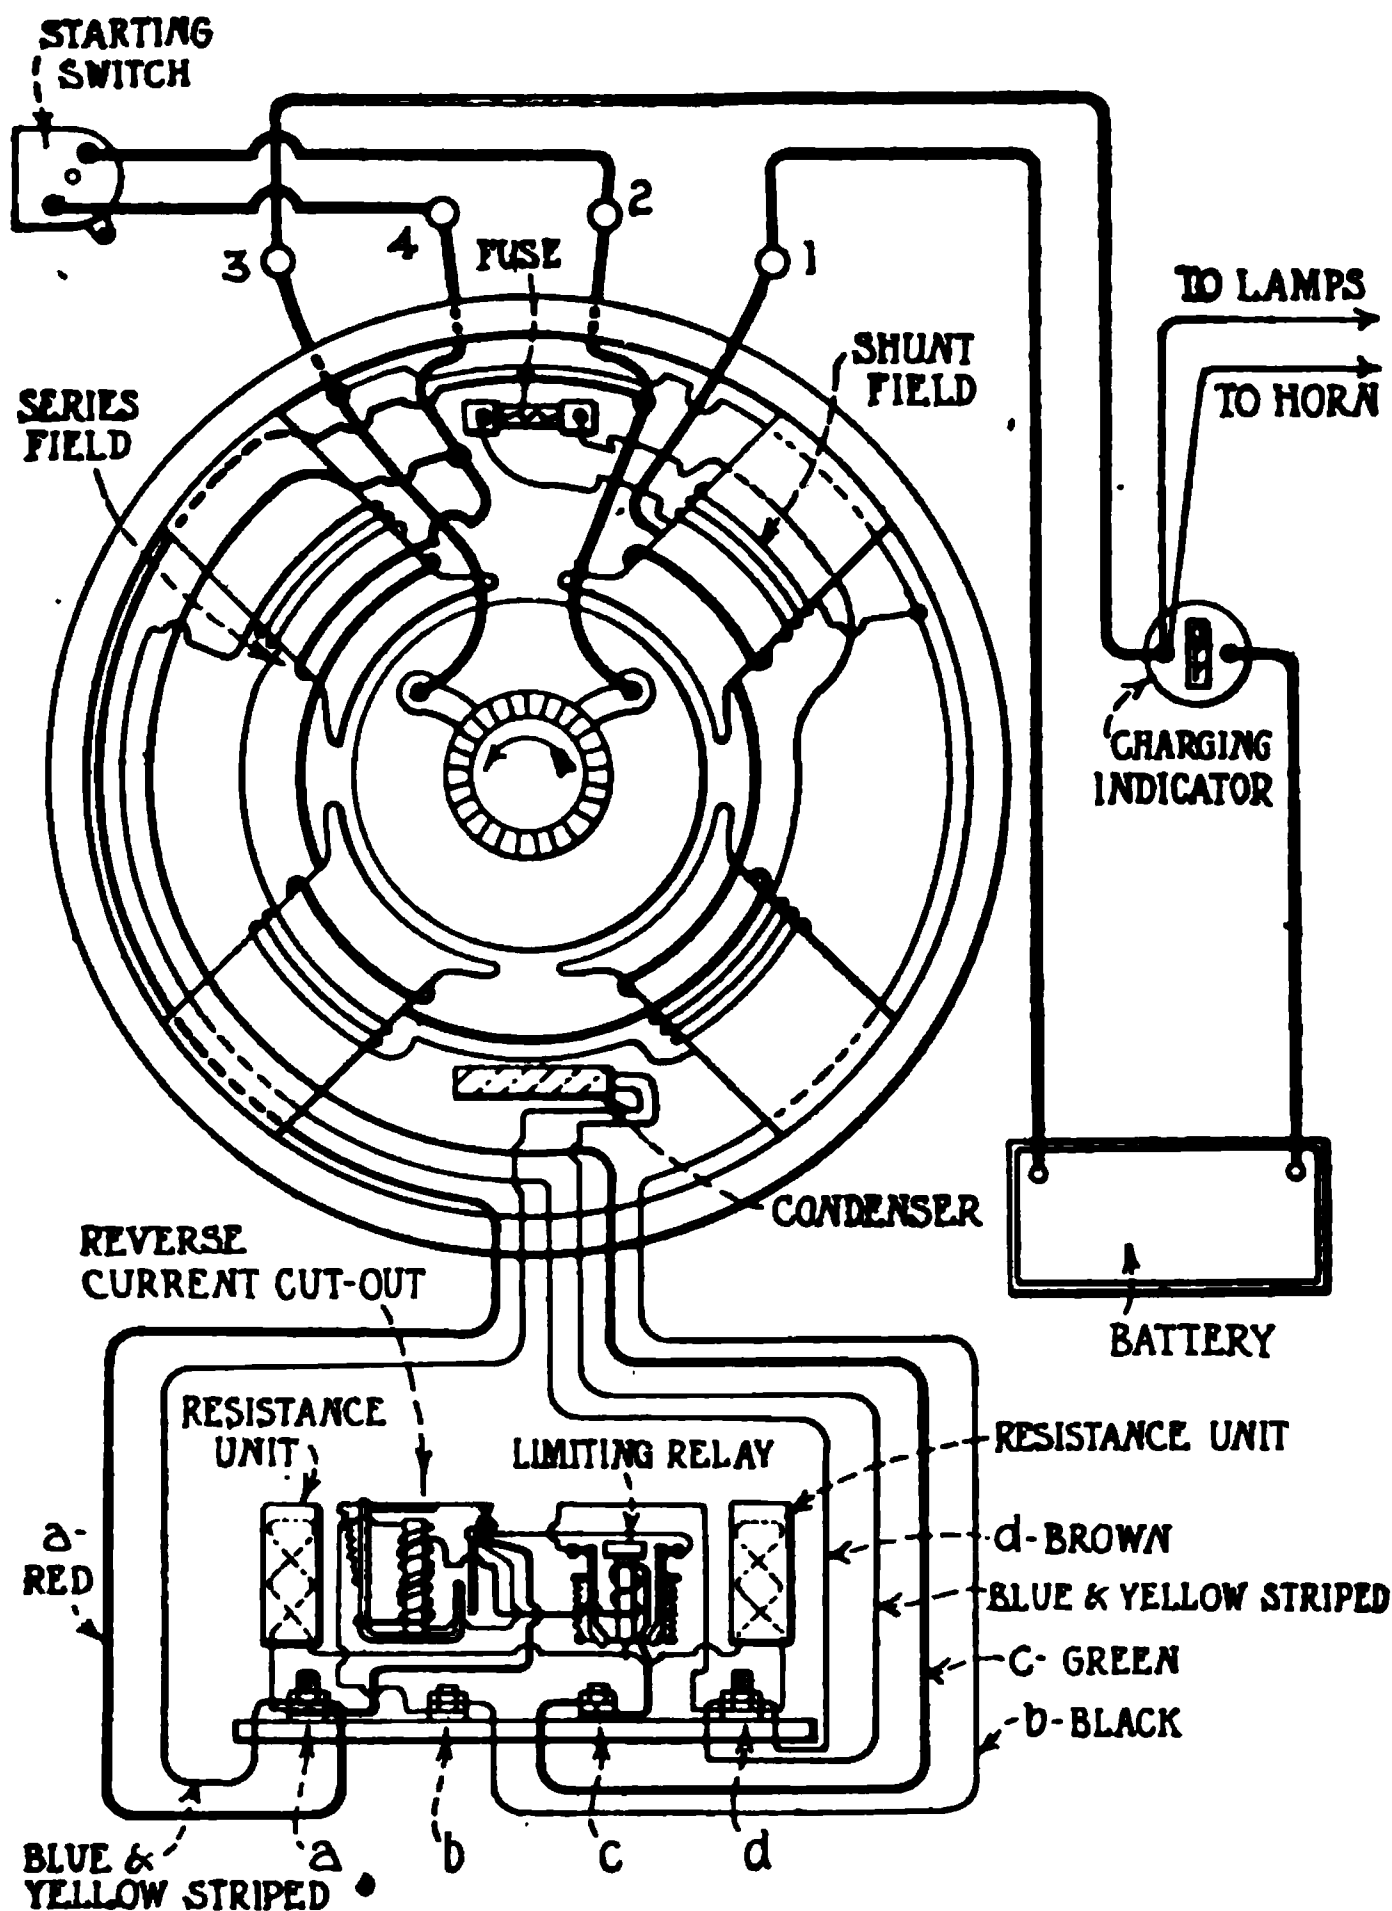 STARTING
SWITCH
2
4
3
FUSE
1
TO LAMPS
TO HORN
SHUNT
FIELD
SERIES
FIELD
CHARGING
INDICATOR
CONDENSER
REVERSE
CURRENT CUT-OUT
BATTERY
RESISTANCE
UNIT
LIMITING RELAY
RESISTANCE UNIT
a-
RED
d-BROWN
BLUE & YELLOW STRIPED
C- GREEN
b-BLACK
a
b
c
d
BLUE &
YELLOW STRIPED